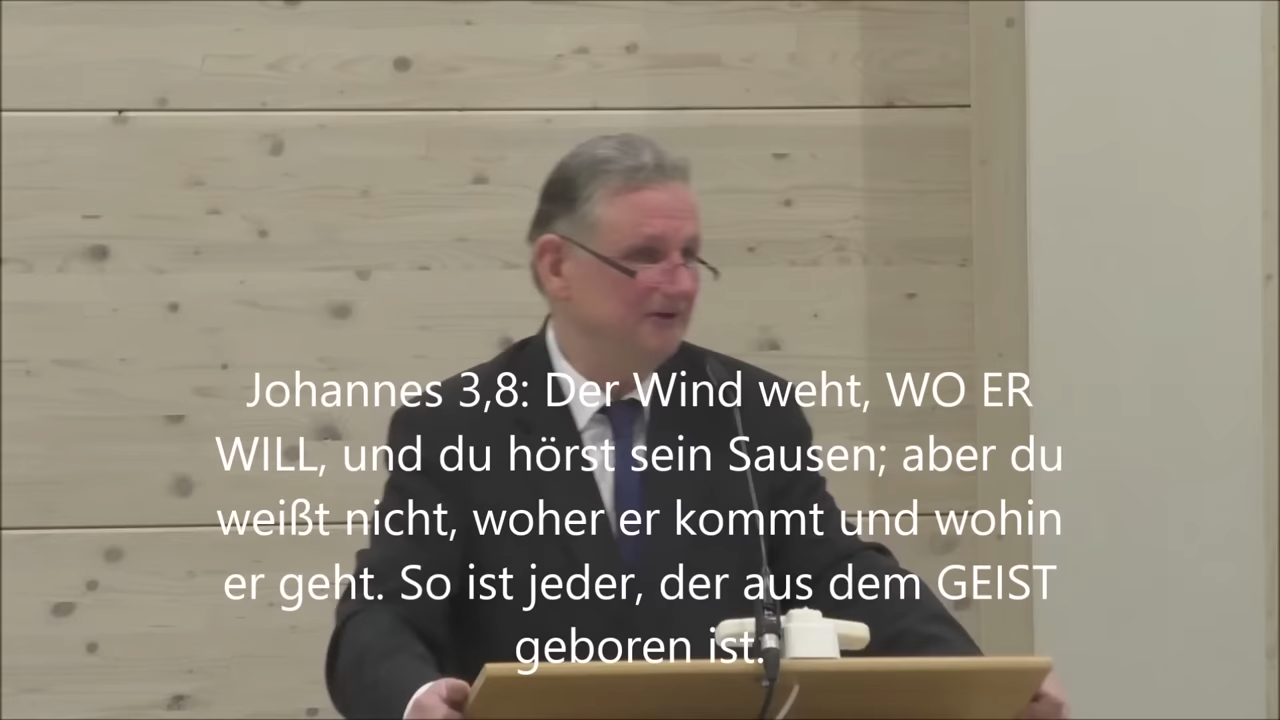 Johannes 3,8: Der Wind weht, WO ER
WILL, und du hörst sein Sausen; aber du
weißt nicht, woher er kommt und wohin
er geht. So ist jeder, der aus dem GEIST
geboren ist.